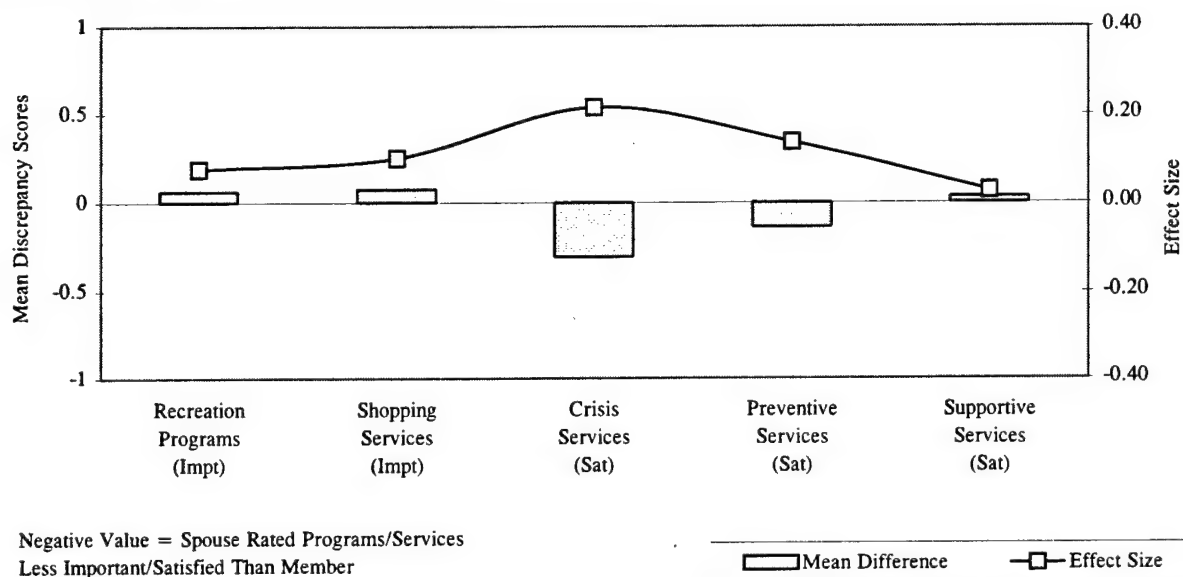 1
0.5
0
-0.5
-1
Mean Discrepancy Scores
0.40
0.20
0.00
-0.20
-0.40
Effect Size
Recreation
Programs
(Impt)
Shopping
Services
(Impt)
Crisis
Services
(Sat)
Preventive
Services
(Sat)
Supportive
Services
(Sat)
Negative Value = Spouse Rated Programs/Services
Less Important/Satisfied Than Member
Mean Difference
Effect Size